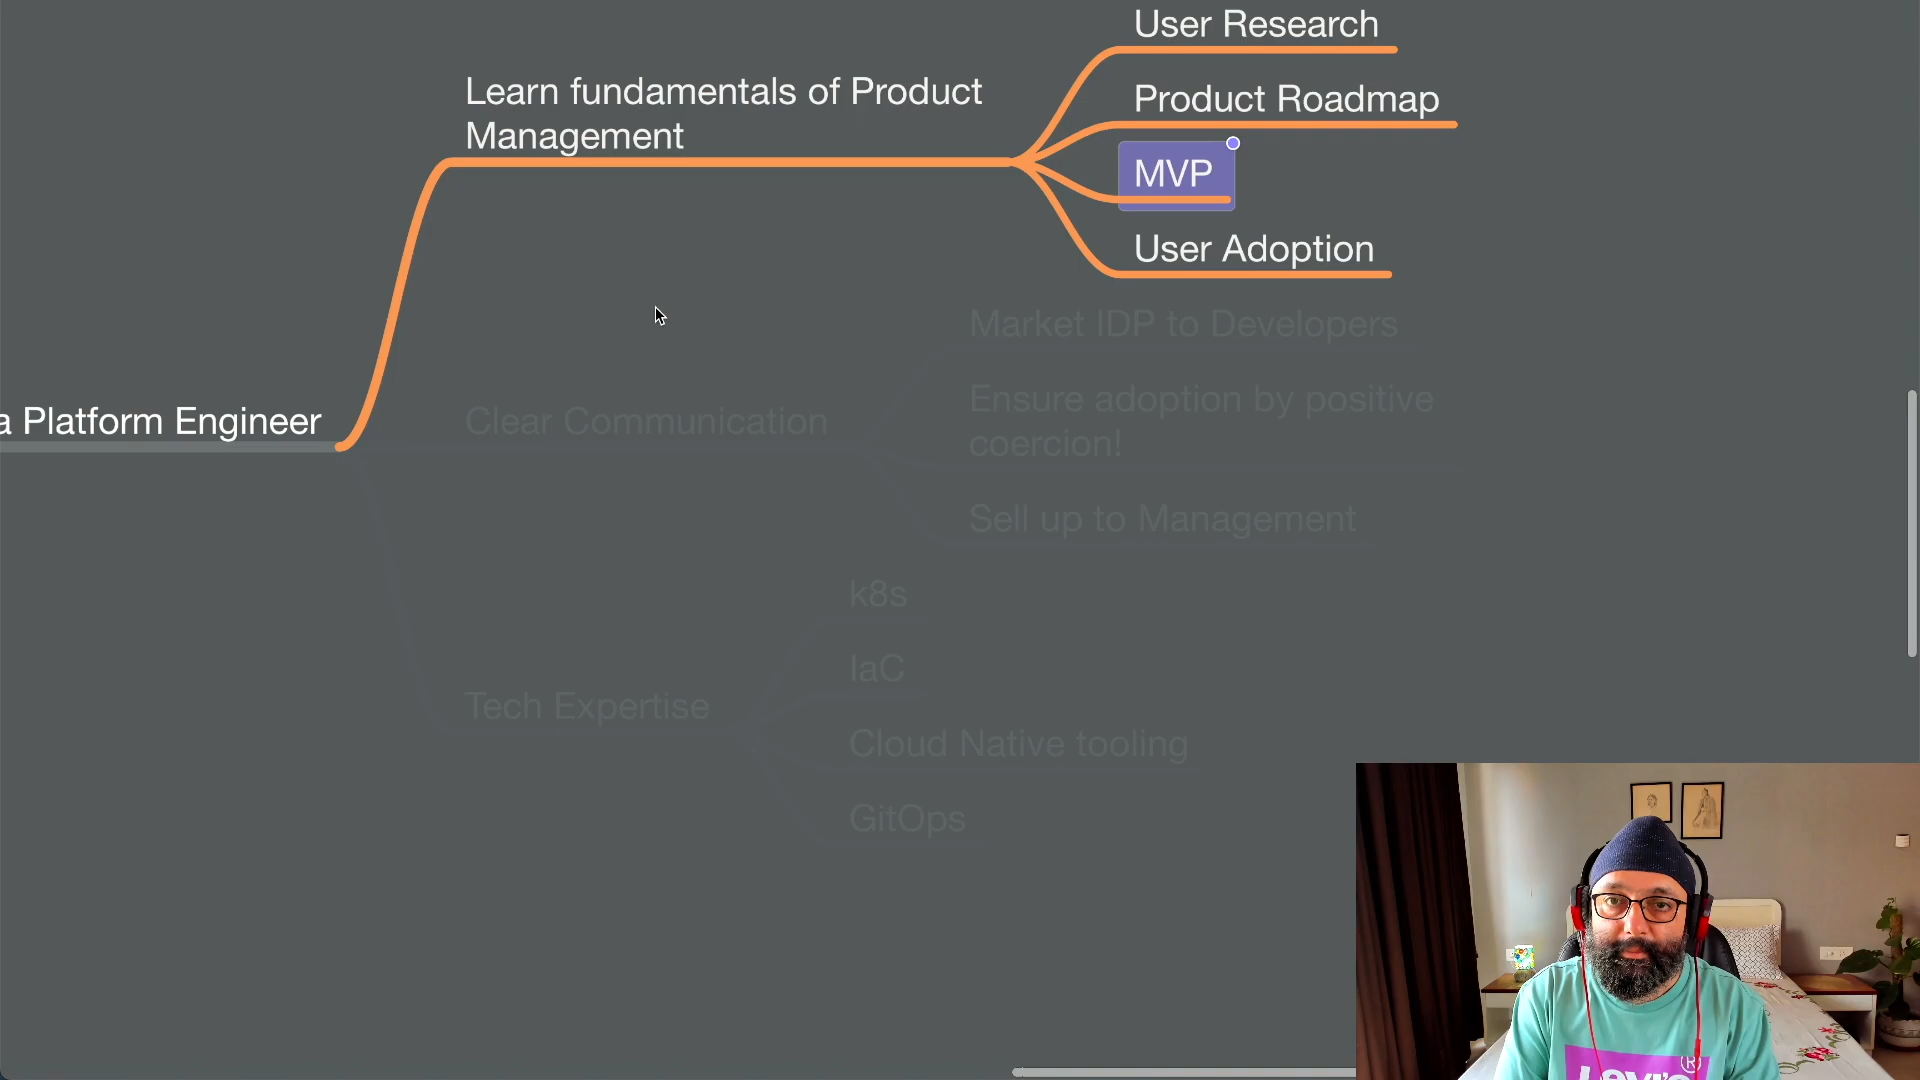 User Research
Learn fundamentals of Product
Management
Product Roadmap
MVP
User Adoption
a Platform Engineer
Clear Communication
Market IDP to Developers
Ensure adoption by positive
coercion!
Sell up to Management
Tech Expertise
k8s
IaC
Cloud Native tooling
GitOps
Levi's
®